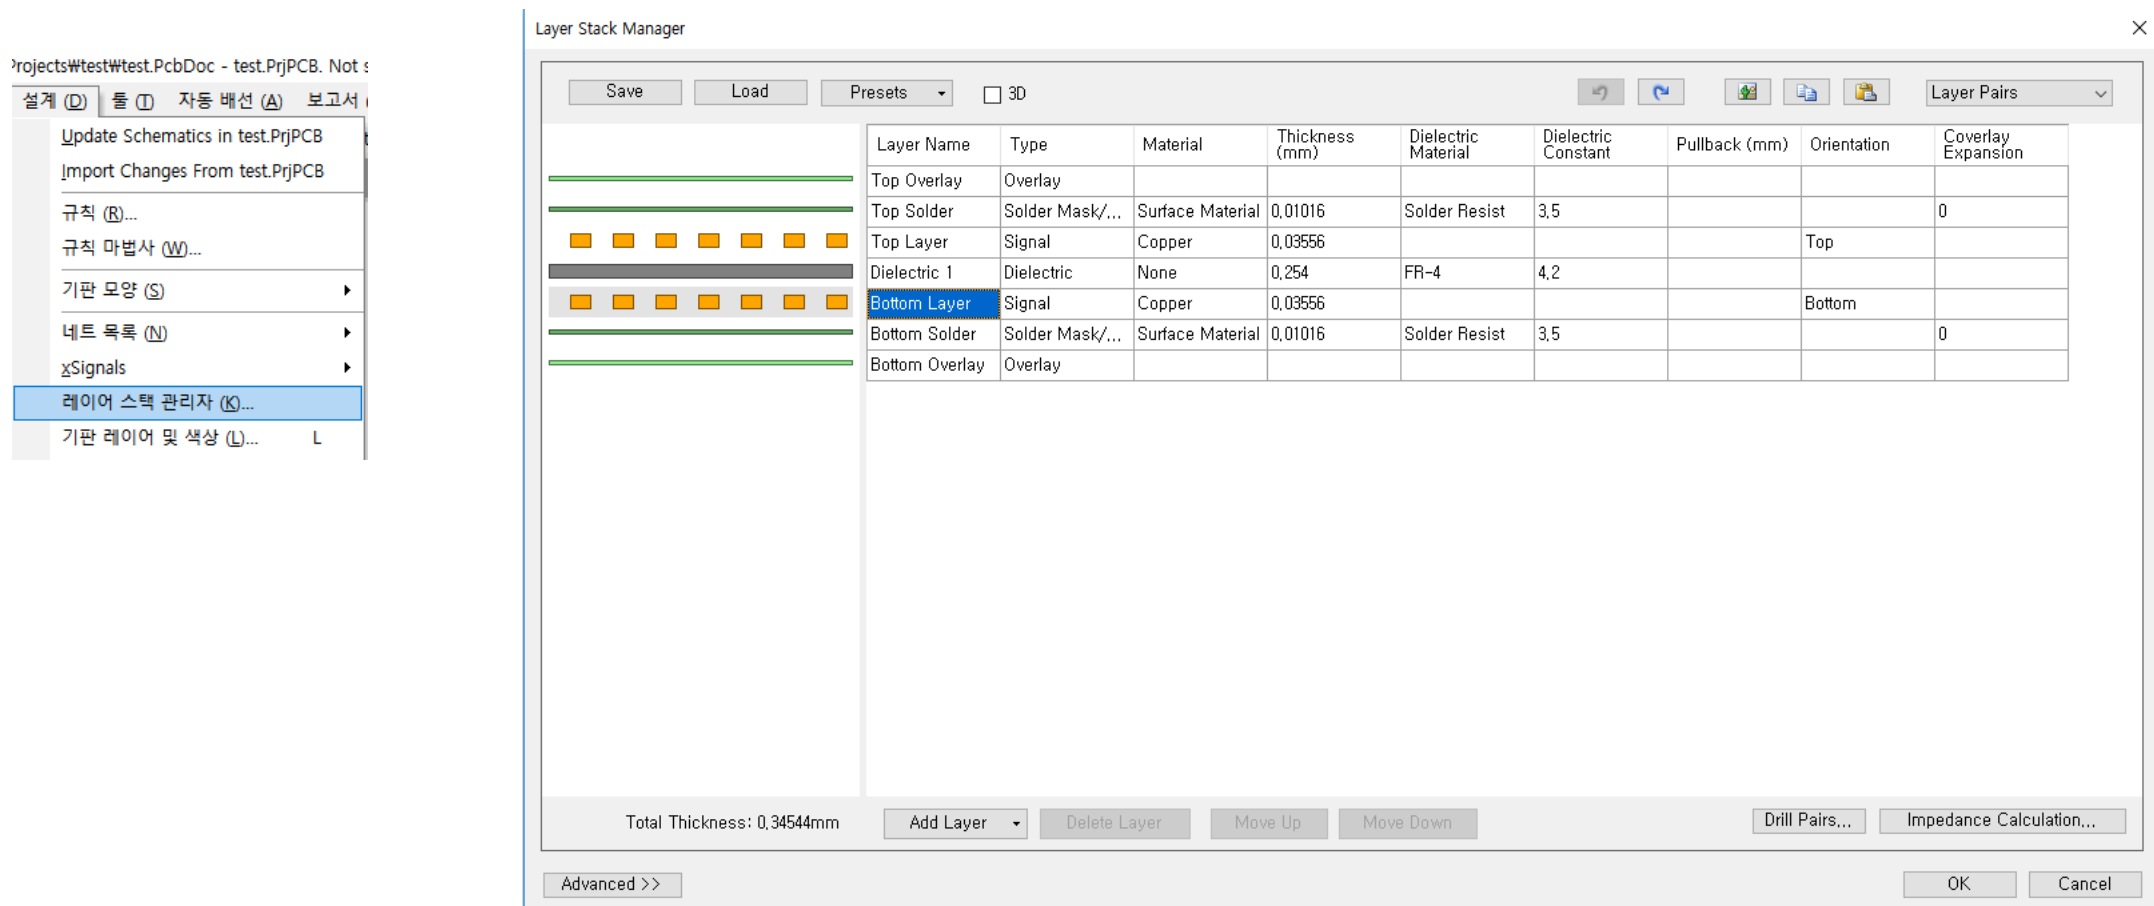 Projects₩test₩test.PcbDoc - test.PrjPCB. Not s
설계 (D) 툴 (T) 자동 배선 (A) 보고서 (
Update Schematics in test.PrjPCB
Import Changes From test.PrjPCB
규칙 (R)...
규칙 마법사 (W)...
기판 모양 (S)
네트 목록 (N)
xSignals
레이어 스택 관리자 (K)...
기판 레이어 및 색상 (L)... L
Layer Stack Manager
Save Load Presets 3D Layer Pairs
Layer Name Type Material Thickness (mm) Dielectric Material Dielectric Constant Pullback (mm) Orientation Coverlay Expansion
Top Overlay Overlay
Top Solder Solder Mask/... Surface Material 0.01016 Solder Resist 3.5 0
Top Layer Signal Copper 0.03556 Top
Dielectric 1 Dielectric None 0.254 FR-4 4.2
Bottom Layer Signal Copper 0.03556 Bottom
Bottom Solder Solder Mask/... Surface Material 0.01016 Solder Resist 3.5 0
Bottom Overlay Overlay
Total Thickness: 0.34544mm Add Layer Delete Layer Move Up Move Down Drill Pairs... Impedance Calculation...
Advanced >> OK Cancel